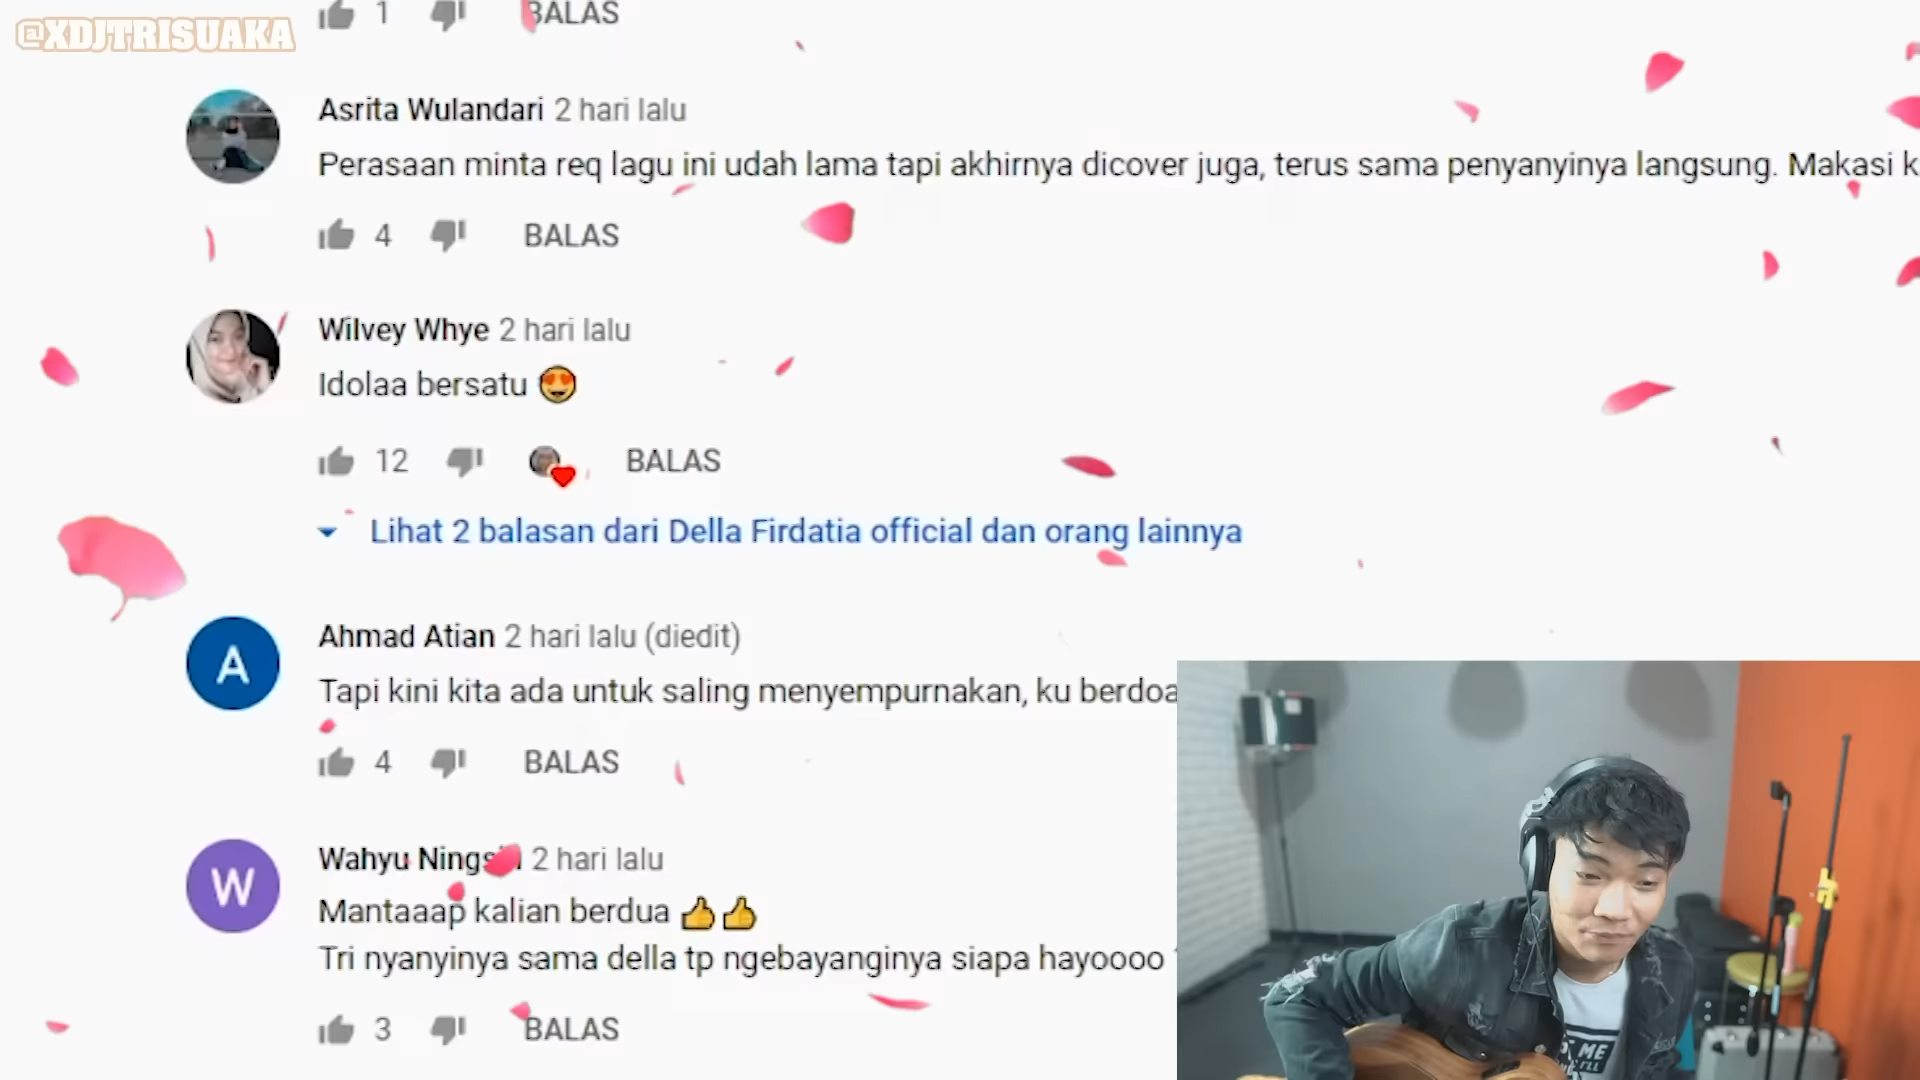 @XDJTRISUAKA
1 BALAS
Asrita Wulandari 2 hari lalu
Perasaan minta req lagu ini udah lama tapi akhirnya dicover juga, terus sama penyanyinya langsung. Makasi k
4 BALAS
Wilvey Whye 2 hari lalu
Idolaa bersatu 😍
12 BALAS
Lihat 2 balasan dari Della Firdatia official dan orang lainnya
A
Ahmad Atian 2 hari lalu (diedit)
Tapi kini kita ada untuk saling menyempurnakan, ku berdoa
4 BALAS
W
Wahyu 2 hari lalu
Mantaaap kalian berdua 👍👍
Tri nyanyinya sama della tp ngebayanginya siapa hayoooo
3 BALAS
ME